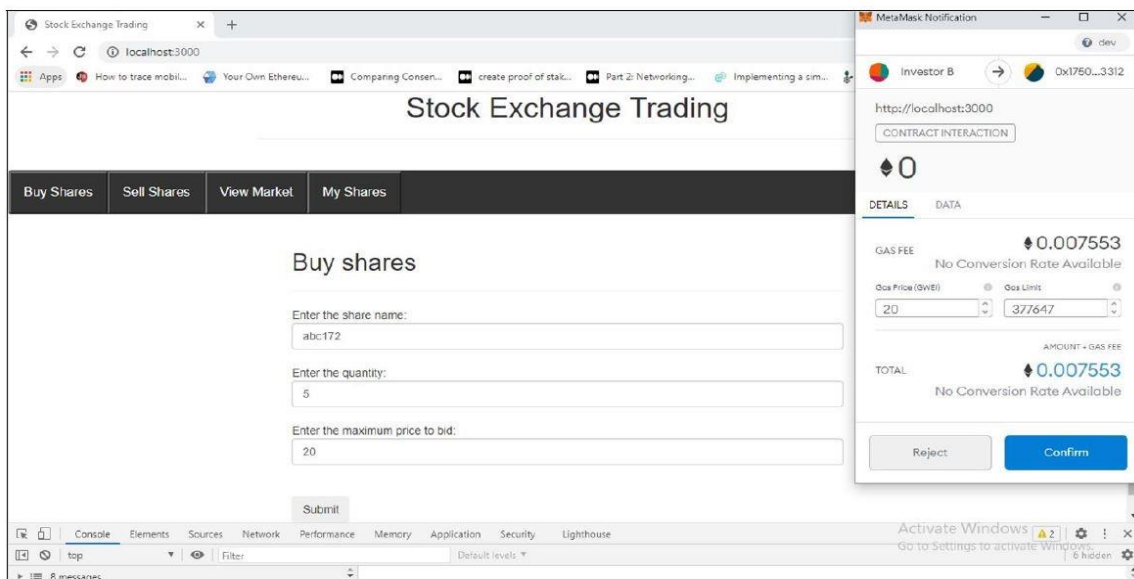 Stock Exchange Trading
localhost:3000
Apps How to trace mobil... Your Own Ethereu... Comparing Consen... create proof of stak... Part 2: Networking... Implementing a sim...
Stock Exchange Trading
Buy Shares Sell Shares View Market My Shares
Buy shares
Enter the share name:
abc172
Enter the quantity:
5
Enter the maximum price to bid:
20
Submit
MetaMask Notification
dev
Investor B 0x1750...3312
http://localhost:3000
CONTRACT INTERACTION
0
DETAILS DATA
GAS FEE 0.007553
No Conversion Rate Available
Gas Price (GWEI) Gas Limit
20 377647
AMOUNT + GAS FEE
TOTAL 0.007553
No Conversion Rate Available
Reject Confirm
Activate Windows
Go to Settings to activate Windows.
Console Elements Sources Network Performance Memory Application Security Lighthouse 2
top Filter Default levels 6 hidden
8 messages